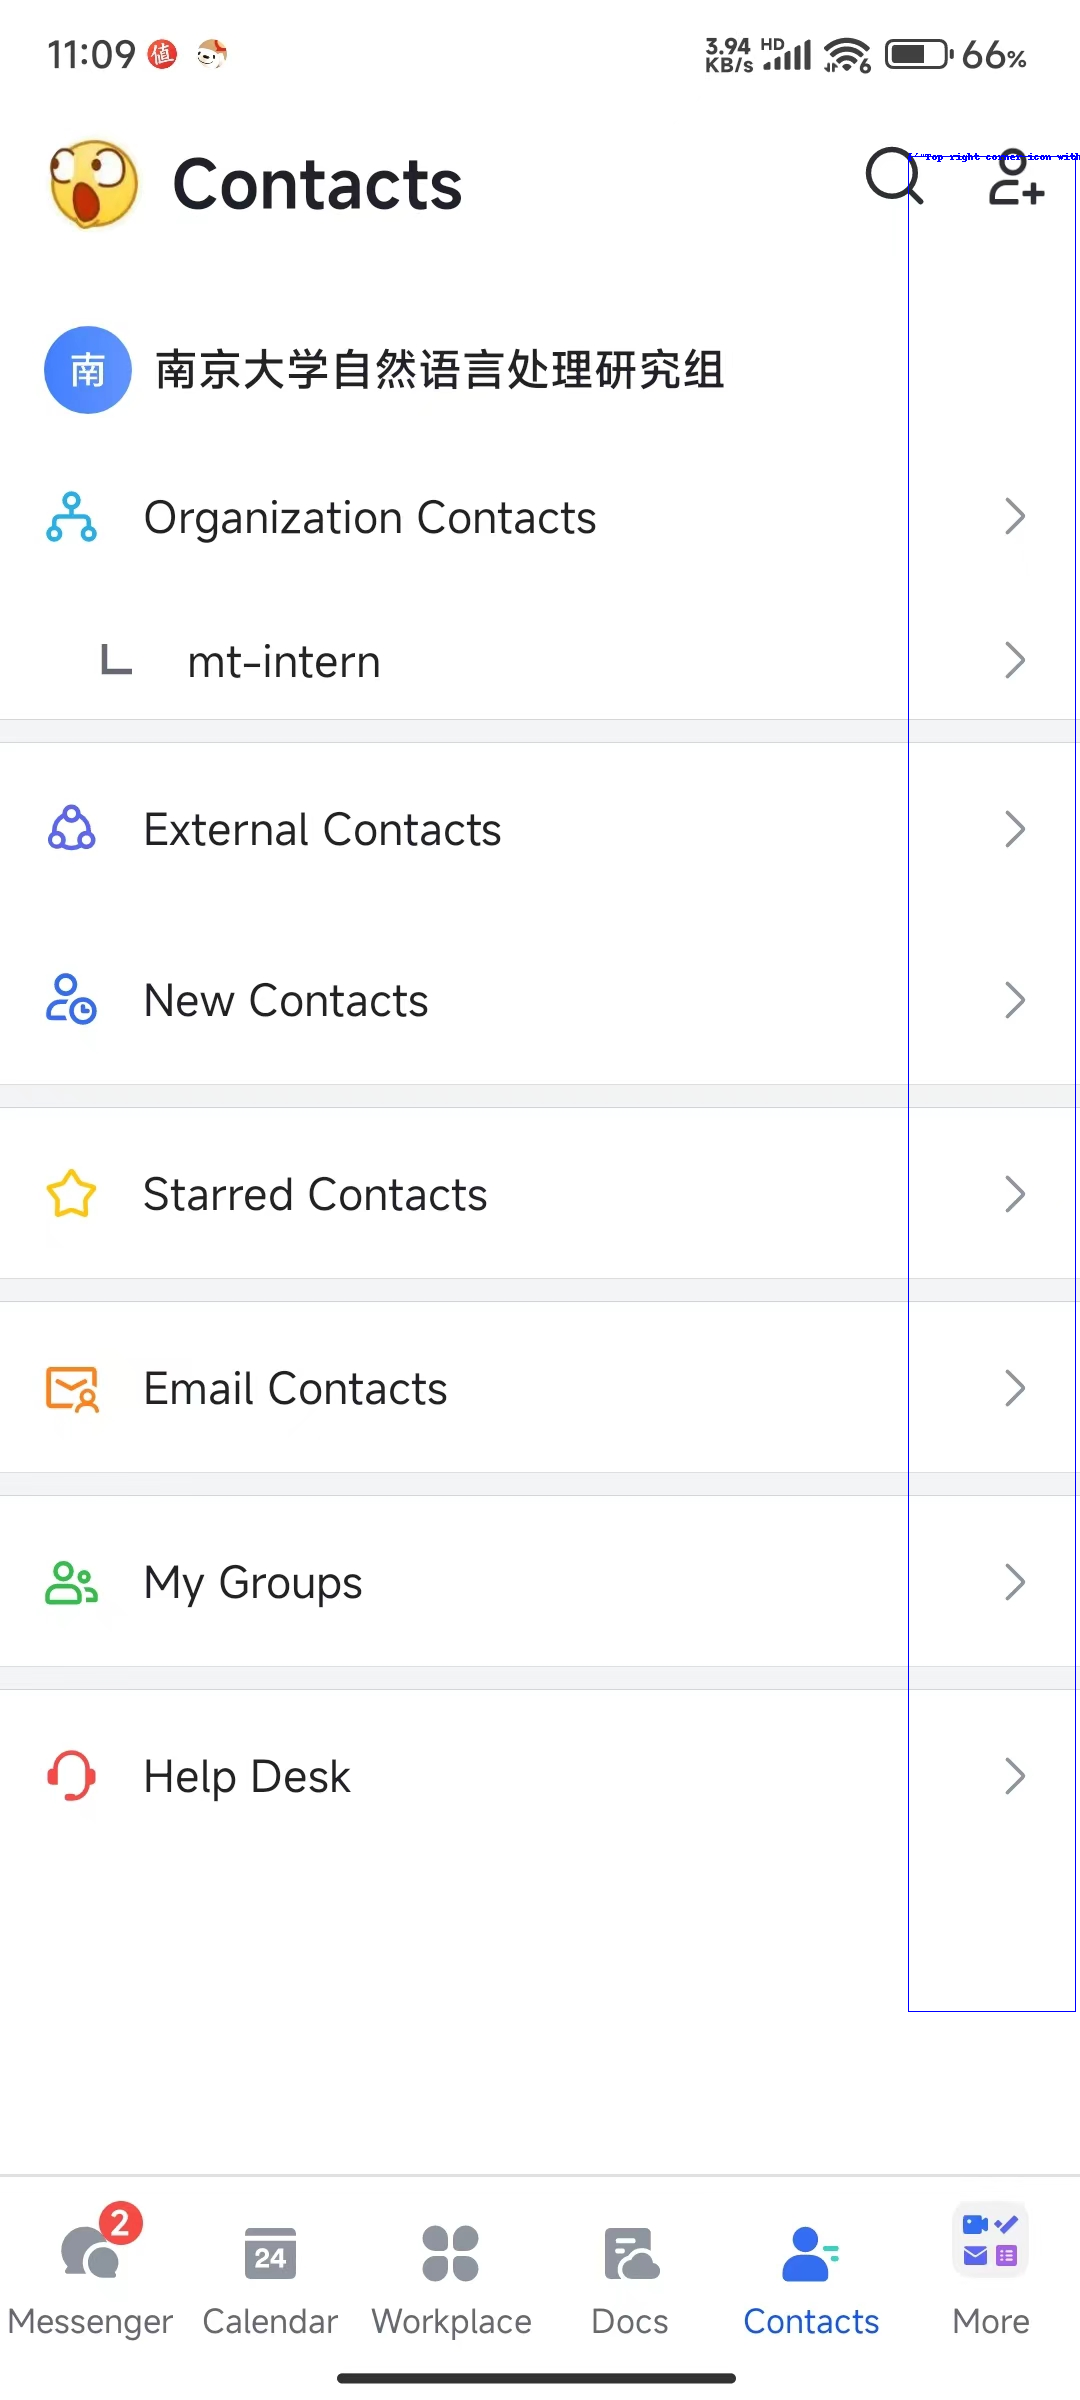 11:09 值 3.94 KB/s HD 6 66%
Contacts
["Top right corner icon with
南 南京大学自然语言处理研究组
Organization Contacts
mt-intern
External Contacts
New Contacts
Starred Contacts
Email Contacts
My Groups
Help Desk
2
24
Messenger Calendar Workplace Docs Contacts More